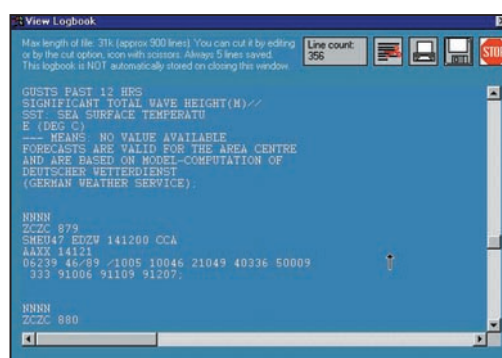 View Logbook
Max length of file: 31k (approx 900 lines). You can cut it by editing
or by the cut option, icon with scissors. Always 5 lines saved.
This logbook is NOT automatically stored on closing this window.
Line count:
356
STOP
GUSTS PAST 12 HRS
SIGNIFICANT TOTAL WAVE HEIGHT(M)//
SST: SEA SURFACE TEMPERATU
E (DEG C)
--- MEANS: NO VALUE AVAILABLE
FORECASTS ARE VALID FOR THE AREA CENTRE
AND ARE BASED ON MODEL-COMPUTATION OF
DEUTSCHER WETTERDIENST
(GERMAN WEATHER SERVICE);
NNNN
ZCZC 879
SMEU47 EDZW 141200 CCA
AAXX 14121
06239 46/89 /1005 10046 21049 40336 50009
333 91006 91109 91207;
NNNN
ZCZC 880